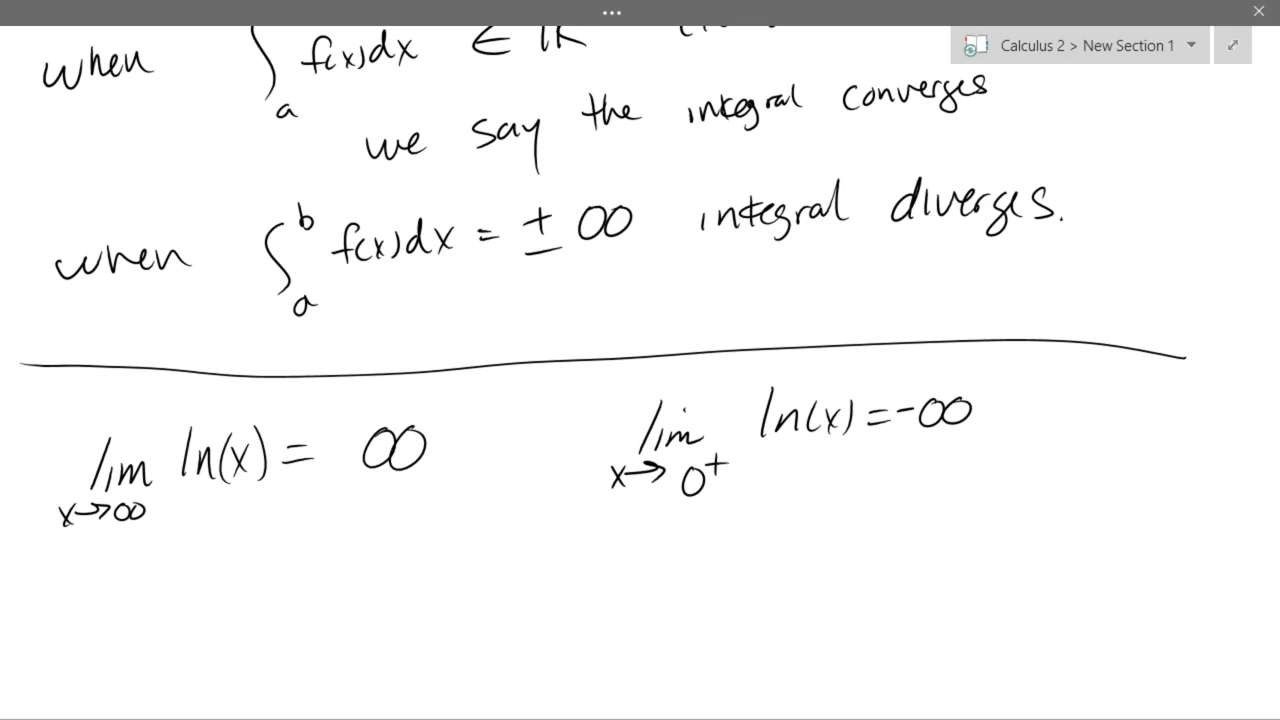 Calculus 2 > New Section 1
when ∫_a f(x)dx ∈ ℝ
we say the integral converges
when ∫_a^b f(x)dx = ± ∞ integral diverges.
lim_{x→∞} ln(x) = ∞ lim_{x→0⁺} ln(x) = -∞